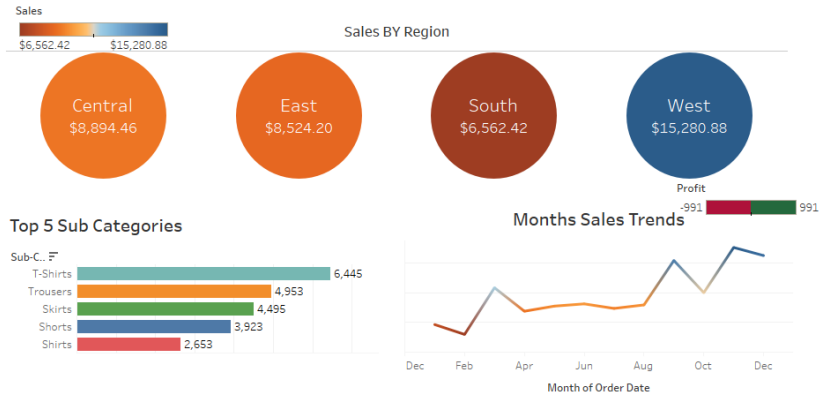 Sales
$6,562.42 $15,280.88
Sales BY Region
Central
$8,894.46
East
$8,524.20
South
$6,562.42
West
$15,280.88
Profit
-991 991
Top 5 Sub Categories
Sub-C..
T-Shirts 6,445
Trousers 4,953
Skirts 4,495
Shorts 3,923
Shirts 2,653
Months Sales Trends
Dec Feb Apr Jun Aug Oct Dec
Month of Order Date